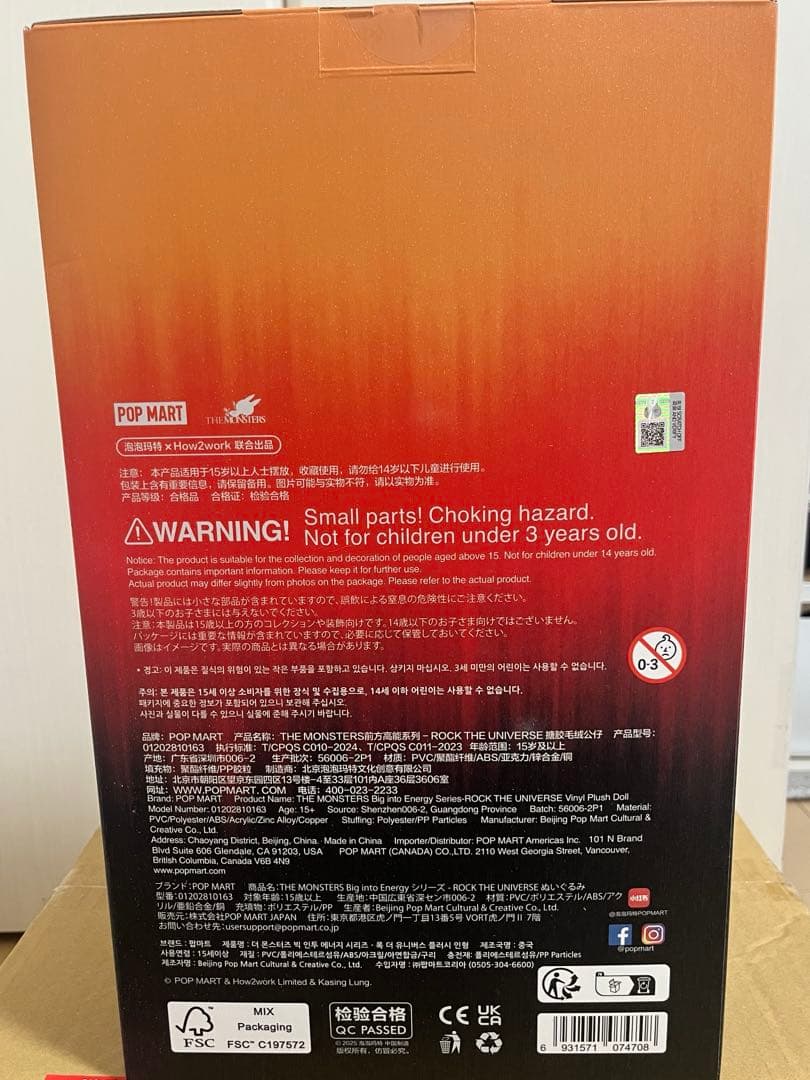 POP MART
THE MONSTERS
泡泡玛特 × How2work 联合出品
注意： 本产品适用于15岁以上人士摆放，收藏使用，请勿给14岁以下儿童进行使用。
包装上含有重要信息，请保留备用。图片可能与实物不符，请以实物为准。
产品等级：合格品 合格证：检验合格
WARNING! Small parts! Choking hazard.
Not for children under 3 years old.
Notice: The product is suitable for the collection and decoration of people aged above 15. Not for children under 14 years old.
Package contains important information. Please keep it for further use.
Actual product may differ slightly from photos on the package. Please refer to the actual product.
警告!製品には小さな部品が含まれていますので、誤飲による窒息の危険性にご注意ください。
3歳以下のお子さまには与えないでください。
注意:本製品は15歳以上の方のコレクションや装飾向けです。14歳以下のお子さま向けではございません。
パッケージには重要な情報が含まれていますので、必要に応じて保管しておいてください。
画像はイメージです。実際の商品とは異なる場合があります。
0-3
* 경고: 이 제품은 질식의 위험이 있는 작은 부품을 포함하고 있습니다. 삼키지 마십시오. 3세 미만의 어린이는 사용할 수 없습니다.
주의: 본 제품은 15세 이상 소비자를 위한 장식 및 수집용으로, 14세 이하 어린이는 사용할 수 없습니다.
패키지에 중요한 정보가 포함되어 있으니 보관해 주십시오.
사진과 실물이 다를 수 있으니 실물에 준해 주시기 바랍니다.
品牌：POP MART 产品名称：THE MONSTERS前方高能系列 – ROCK THE UNIVERSE 搪胶毛绒公仔 产品型号：
01202810163 执行标准：T/CPQS C010-2024、T/CPQS C011-2023 年龄范围：15岁及以上
产地：广东省深圳市006-2 生产批次：56006-2P1 材质：PVC/聚酯纤维/ABS/亚克力/锌合金/铜
填充物：聚酯纤维/PP胶粒 制造商：北京泡泡玛特文化创意有限公司
地址：北京市朝阳区望京东园四区13号楼-4至33层101内A座36层3606室
网址：WWW.POPMART.COM 电话：400-023-2233
Brand: POP MART Product Name: THE MONSTERS Big into Energy Series-ROCK THE UNIVERSE Vinyl Plush Doll
Model Number: 01202810163 Age: 15+ Source: Shenzhen006-2, Guangdong Province Batch: 56006-2P1 Material:
PVC/Polyester/ABS/Acrylic/Zinc Alloy/Copper Stuffing: Polyester/PP Particles Manufacturer: Beijing Pop Mart Cultural &
Creative Co., Ltd.
Address: Chaoyang District, Beijing, China. Made in China Importer/Distributor: POP MART Americas Inc. 101 N Brand
Blvd Suite 606 Glendale, CA 91203, USA POP MART (CANADA) CO.,LTD. 2110 West Georgia Street, Vancouver,
British Columbia, Canada V6B 4N9
www.popmart.com
ブランド：POP MART 商品名：THE MONSTERS Big into Energy シリーズ - ROCK THE UNIVERSE ぬいぐるみ
型番：01202810163 対象年齢：15歳以上 産地：中国広東省深セン市006-2 材質：PVC/ポリエステル/ABS/アク
リル/亜鉛合金/銅 充填物：ポリエステル/PP 生産者：Beijing Pop Mart Cultural & Creative Co., Ltd.
販売元：株式会社POP MART JAPAN 住所：東京都港区虎ノ門一丁目13番5号 VORT虎ノ門 II 7階
お問い合わせ先：usersupport@popmart.co.jp
小红书
@泡泡玛特POPMART
@popmart
브랜드 : 팝마트 제품명 : 더 몬스터즈 빅 인투 에너지 시리즈 - 록 더 유니버스 플러시 인형 제조국명 : 중국
사용연령 : 15세이상 재질 : PVC/폴리에스테르섬유/ABS/아크릴/아연합금/구리 충전재: 폴리에스테르섬유/PP Particles
제조자명 : Beijing Pop Mart Cultural & Creative Co., Ltd. 수입자명 : ㈜팝마트코리아 (0505-304-6600)
© POP MART & How2work Limited & Kasing Lung.
FSC
MIX
Packaging
FSC™ C197572
检验合格
QC PASSED
© 2025 泡泡玛特 中国制造
版权所有，仿冒必究。
CE UK
CA
6 931571 074708